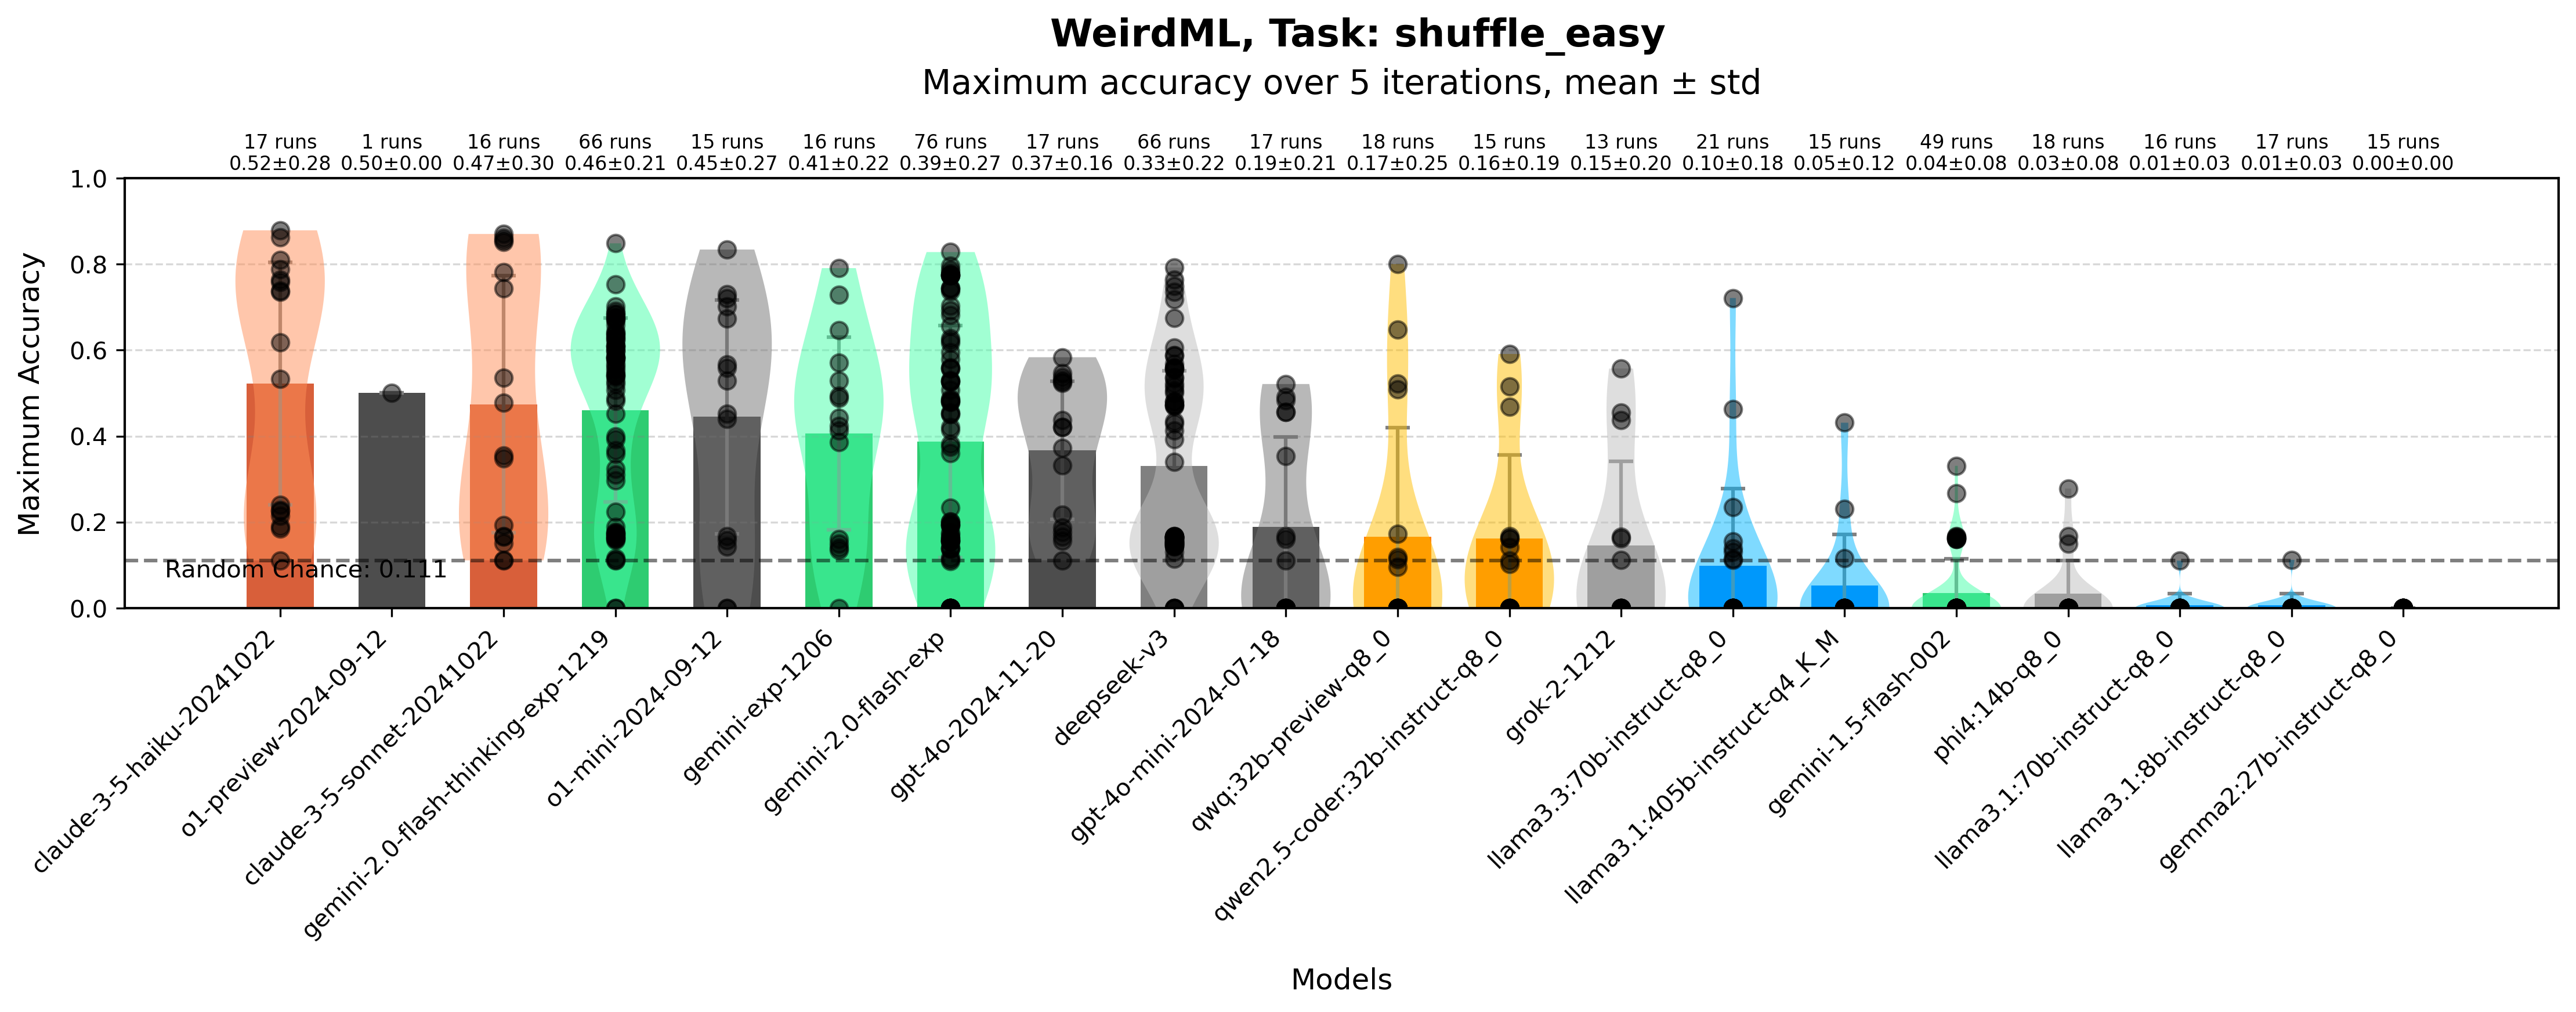 WeirdML, Task: shuffle_easy
Maximum accuracy over 5 iterations, mean ± std
17 runs 1 runs 16 runs 66 runs 15 runs 16 runs 76 runs 17 runs 66 runs 17 runs 18 runs 15 runs 13 runs 21 runs 15 runs 49 runs 18 runs 16 runs 17 runs 15 runs
0.52±0.28 0.50±0.00 0.47±0.30 0.46±0.21 0.45±0.27 0.41±0.22 0.39±0.27 0.37±0.16 0.33±0.22 0.19±0.21 0.17±0.25 0.16±0.19 0.15±0.20 0.10±0.18 0.05±0.12 0.04±0.08 0.03±0.08 0.01±0.03 0.01±0.03 0.00±0.00
1.0
0.8
0.6
0.4
0.2
0.0
Maximum Accuracy
Random Chance: 0.111
claude-3-5-haiku-20241022
o1-preview-2024-09-12
claude-3-5-sonnet-20241022
gemini-2.0-flash-thinking-exp-1219
o1-mini-2024-09-12
gemini-exp-1206
gemini-2.0-flash-exp
gpt-4o-2024-11-20
deepseek-v3
gpt-4o-mini-2024-07-18
qwq:32b-preview-q8_0
qwen2.5-coder:32b-instruct-q8_0
grok-2-1212
llama3.3:70b-instruct-q8_0
llama3.1:405b-instruct-q4_K_M
gemini-1.5-flash-002
phi4:14b-q8_0
llama3.1:70b-instruct-q8_0
llama3.1:8b-instruct-q8_0
gemma2:27b-instruct-q8_0
Models